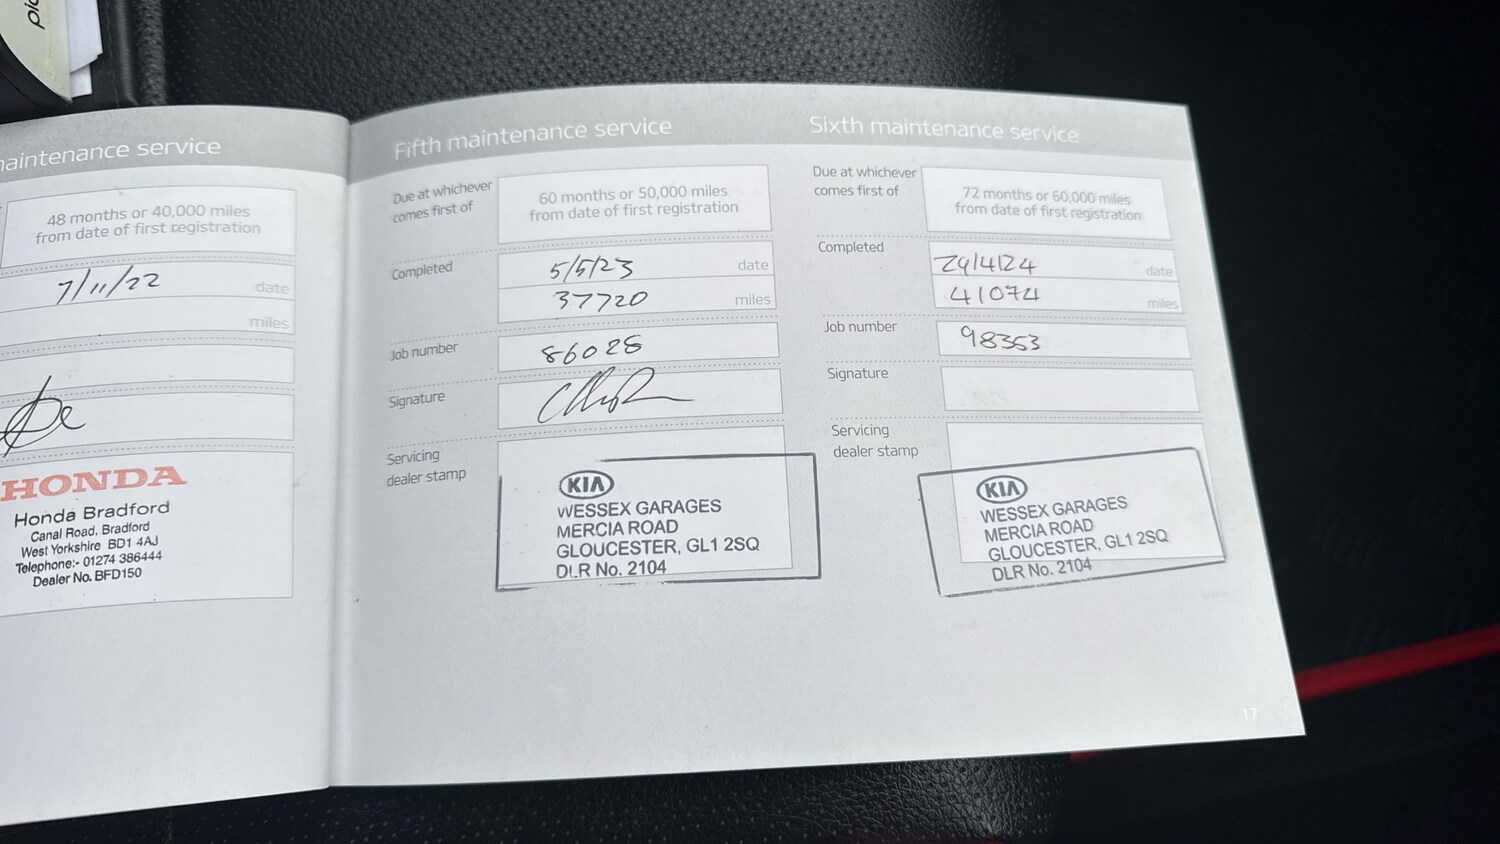 pic
maintenance service
48 months or 40,000 miles
from date of first registration
7/11/22 date
miles
HONDA
Honda Bradford
Canal Road, Bradford
West Yorkshire BD1 4AJ
Telephone:- 01274 386444
Dealer No. BFD150
Fifth maintenance service
Due at whichever
comes first of
60 months or 50,000 miles
from date of first registration
Completed
5/5/23 date
37720 miles
Job number
86028
Signature
Servicing
dealer stamp
KIA
WESSEX GARAGES
MERCIA ROAD
GLOUCESTER, GL1 2SQ
DLR No. 2104
Sixth maintenance service
Due at whichever
comes first of
72 months or 60,000 miles
from date of first registration
Completed
29/4/24 date
41074 miles
Job number
98353
Signature
Servicing
dealer stamp
KIA
WESSEX GARAGES
MERCIA ROAD
GLOUCESTER, GL1 2SQ
DLR No. 2104
17